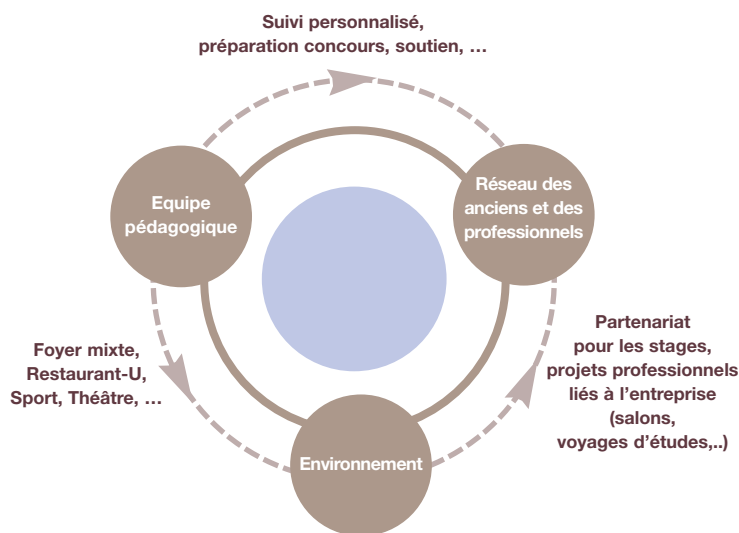 Suivi personnalisé,
préparation concours, soutien, …
Equipe
pédagogique
Réseau des
anciens et des
professionnels
Foyer mixte,
Restaurant-U,
Sport, Théâtre, …
Partenariat
pour les stages,
projets professionnels
liés à l’entreprise
(salons,
voyages d’études,..)
Environnement